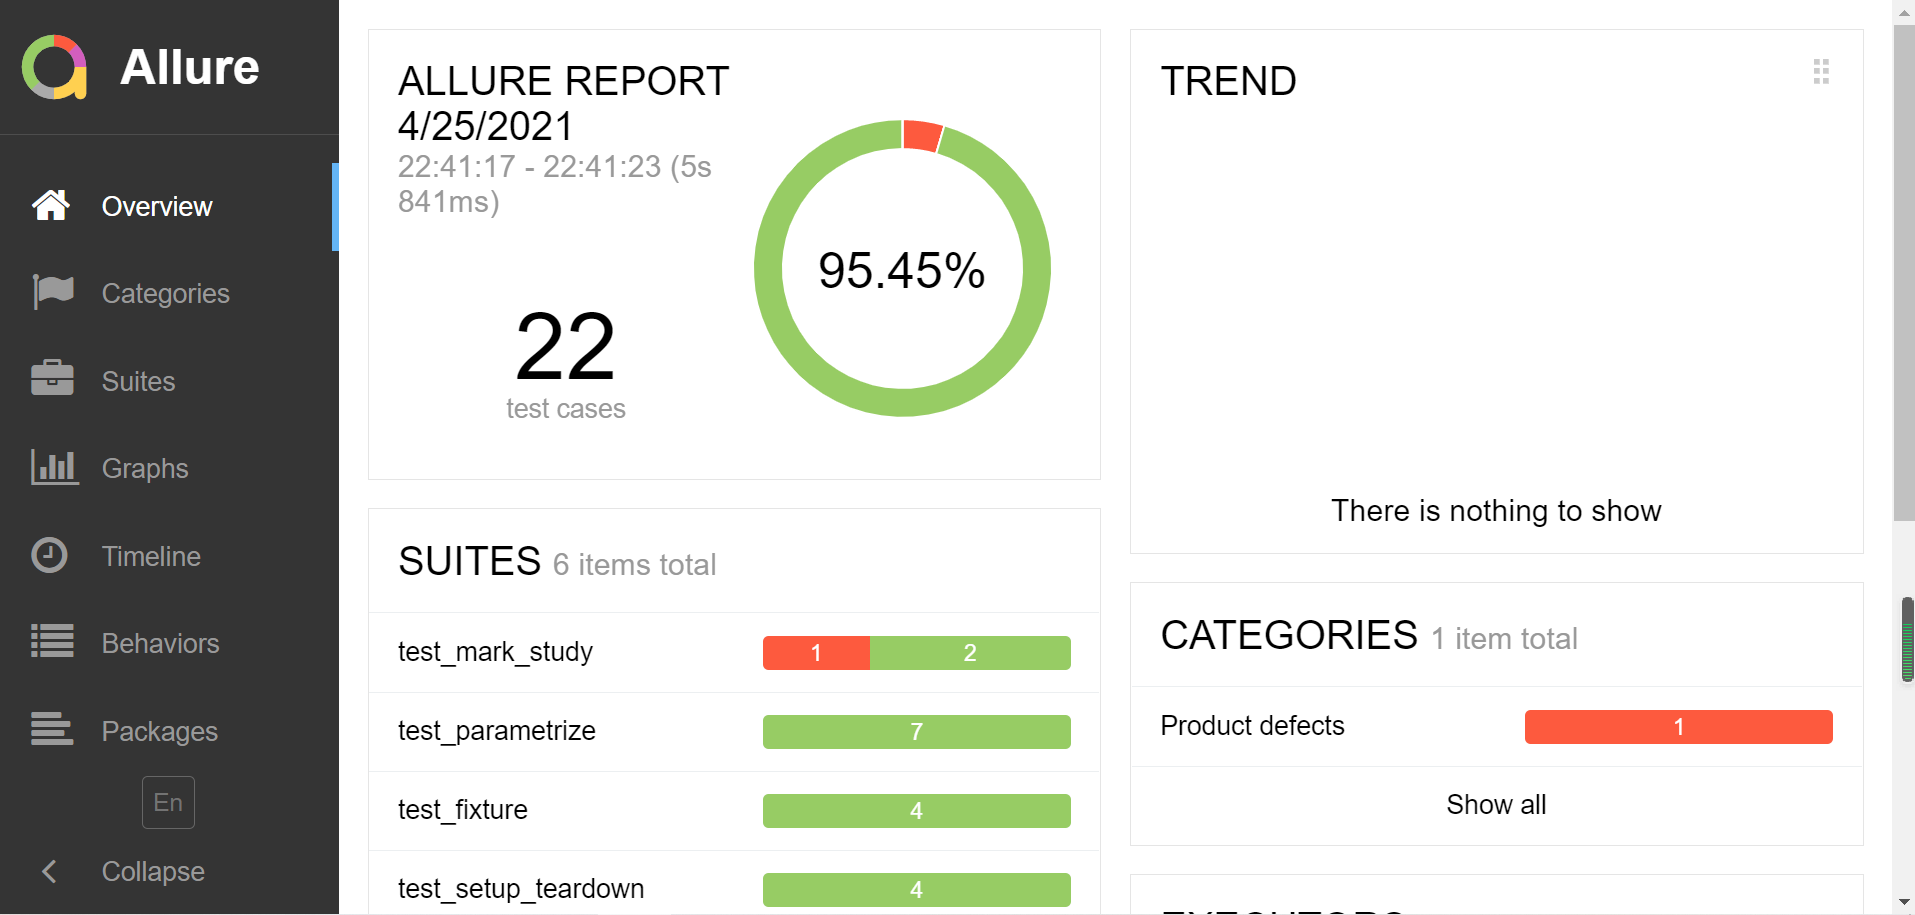 Allure
Overview
Categories
Suites
Graphs
Timeline
Behaviors
Packages
En
Collapse
ALLURE REPORT
4/25/2021
22:41:17 - 22:41:23 (5s
841ms)
22
test cases
95.45%
SUITES 6 items total
test_mark_study 1 2
test_parametrize 7
test_fixture 4
test_setup_teardown 4
TREND
There is nothing to show
CATEGORIES 1 item total
Product defects 1
Show all